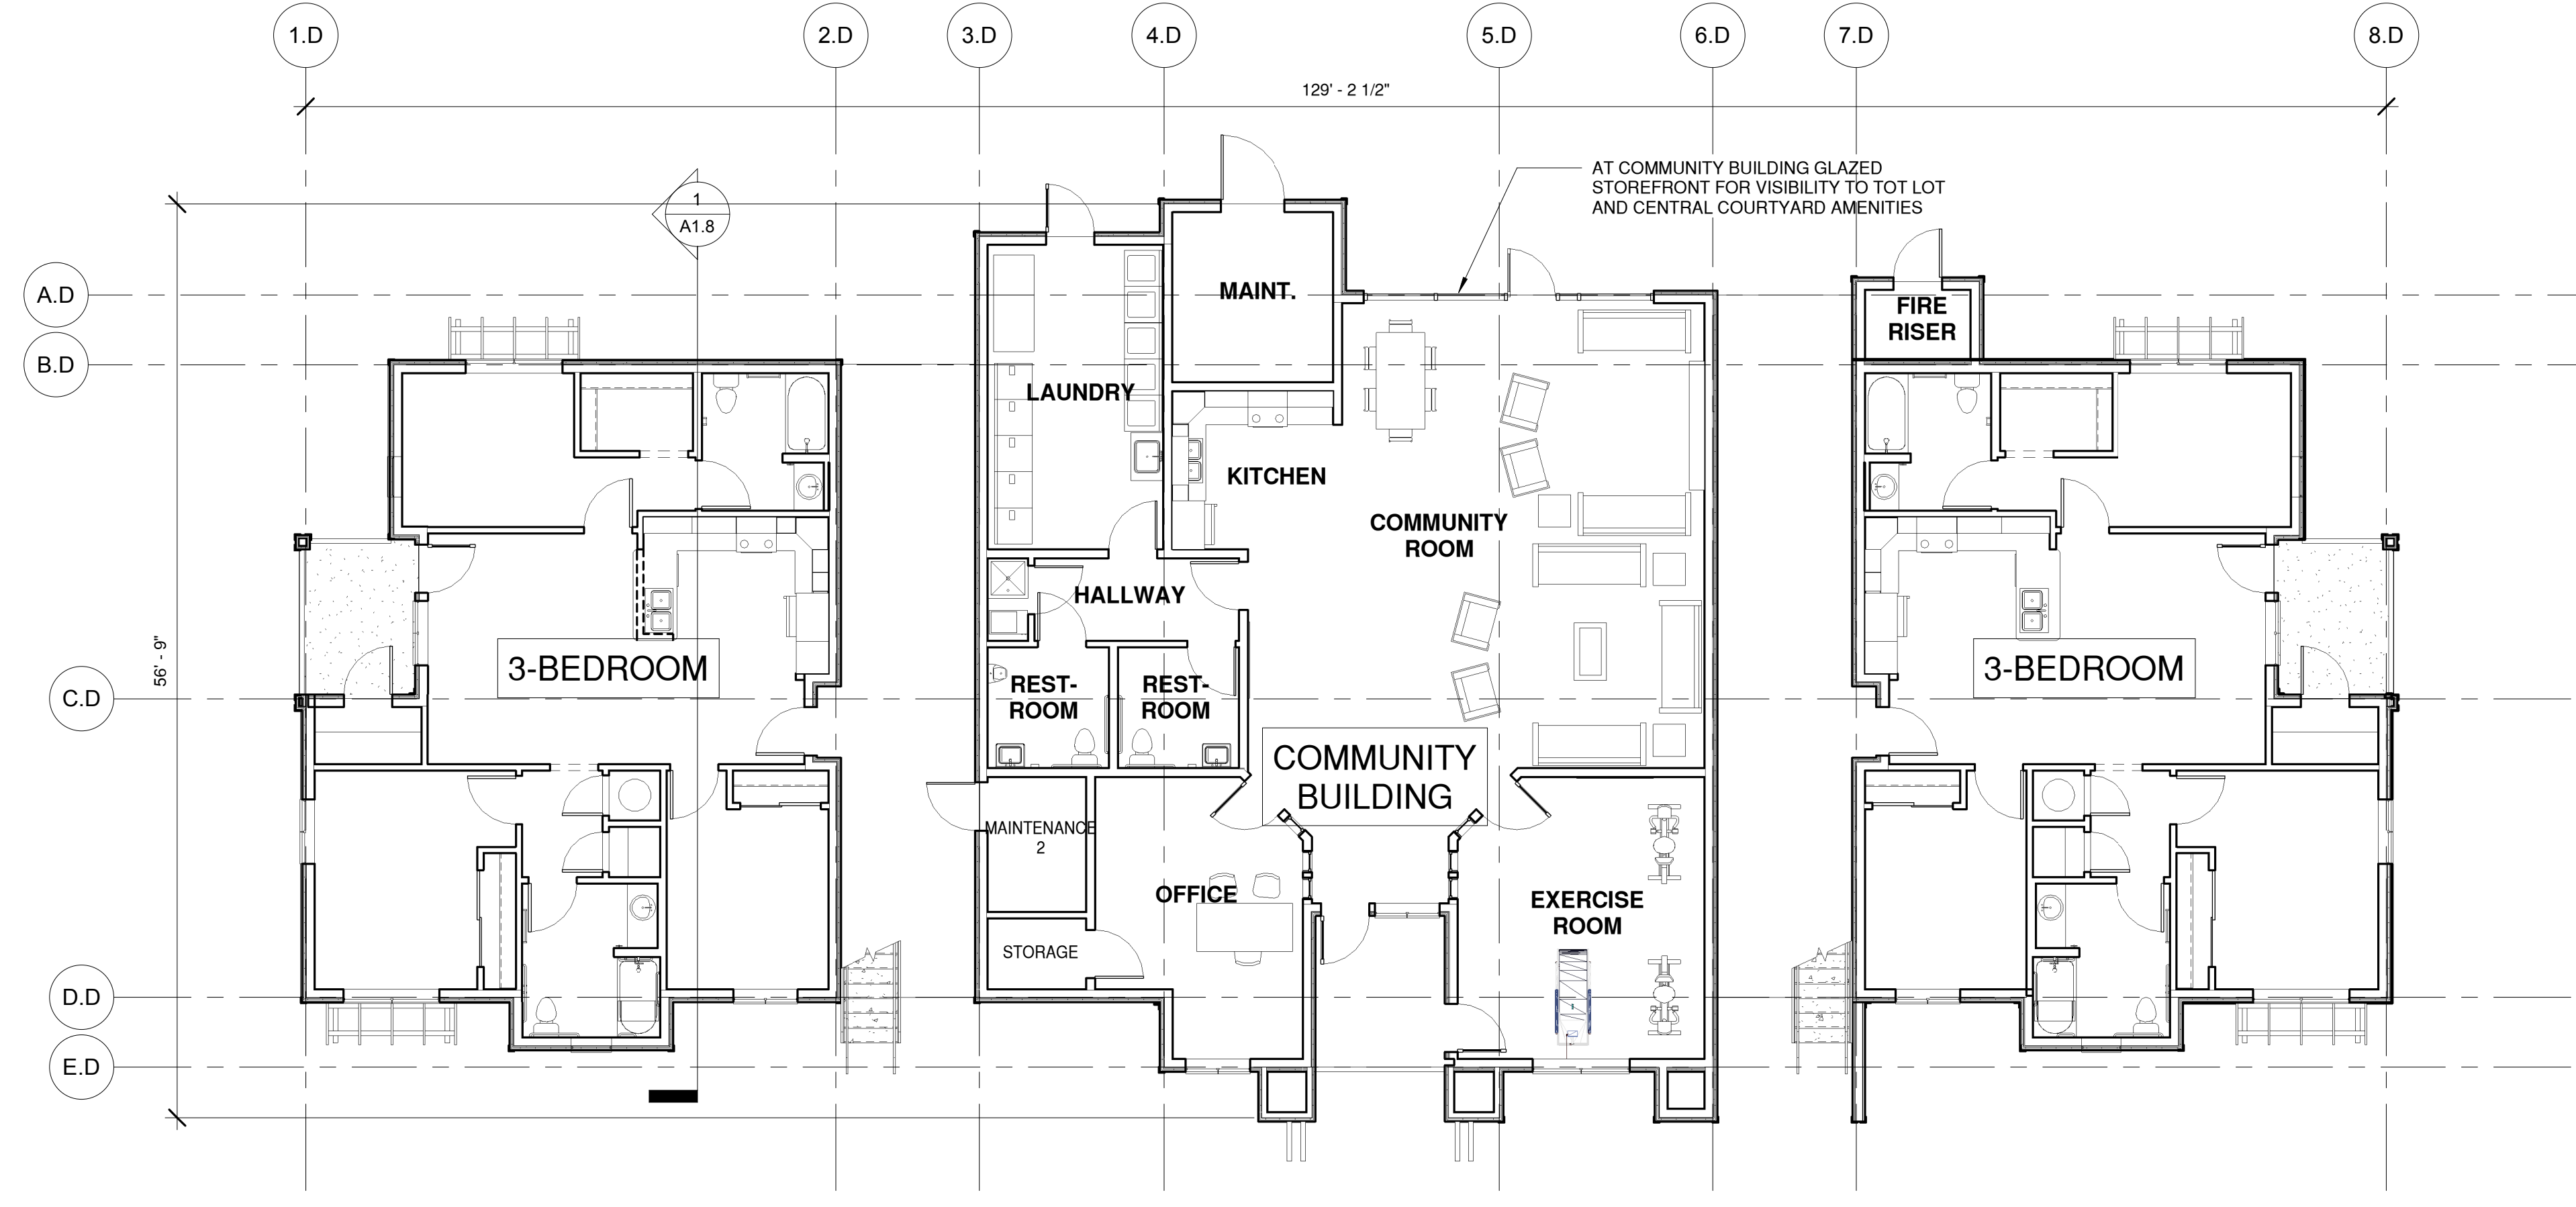 1.D
2.D
3.D
4.D
5.D
6.D
7.D
8.D
129' - 2 1/2"
AT COMMUNITY BUILDING GLAZED
STOREFRONT FOR VISIBILITY TO TOT LOT
AND CENTRAL COURTYARD AMENITIES
1
A1.8
A.D
B.D
C.D
D.D
E.D
56' - 9"
MAINT.
FIRE
RISER
LAUNDRY
KITCHEN
COMMUNITY
ROOM
HALLWAY
3-BEDROOM
REST-
ROOM
REST-
ROOM
3-BEDROOM
COMMUNITY
BUILDING
MAINTENANCE
2
OFFICE
EXERCISE
ROOM
STORAGE